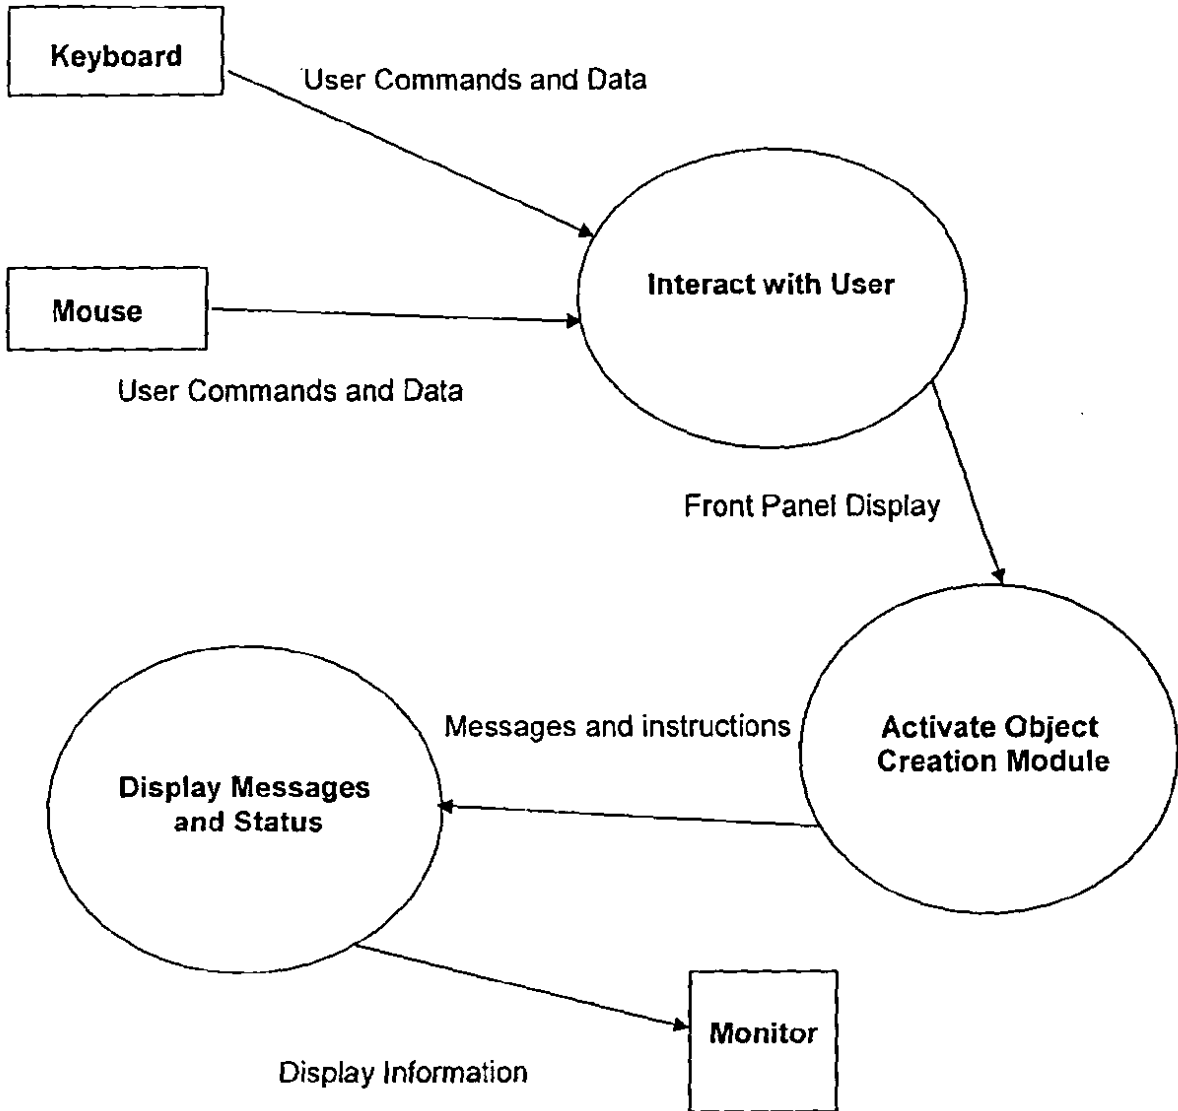 Keyboard
User Commands and Data
Interact with User
Mouse
User Commands and Data
Front Panel Display
Messages and instructions
Activate Object
Creation Module
Display Messages
and Status
Monitor
Display Information